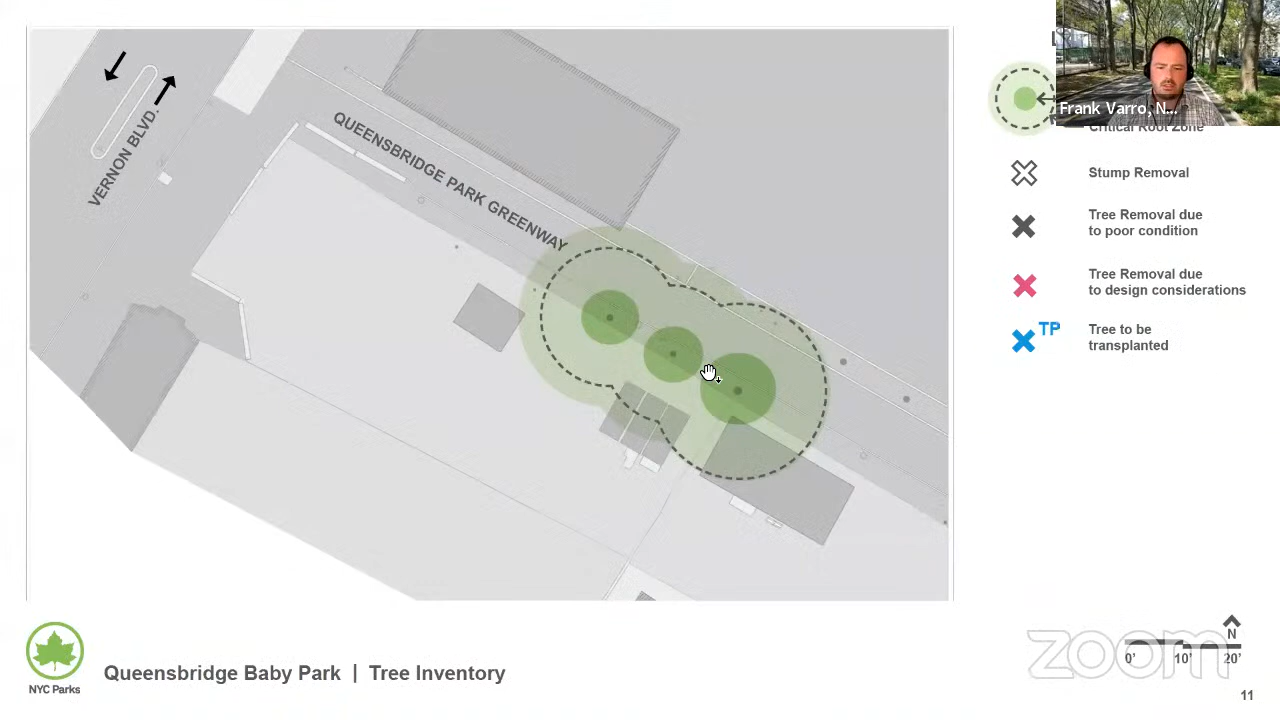 VERNON BLVD.
QUEENSBRIDGE PARK GREENWAY
Frank Varro, N...
Critical Root Zone
Stump Removal
Tree Removal due
to poor condition
Tree Removal due
to design considerations
TP
Tree to be
transplanted
NYC Parks
Queensbridge Baby Park | Tree Inventory
zoom
N
0' 10' 20'
11